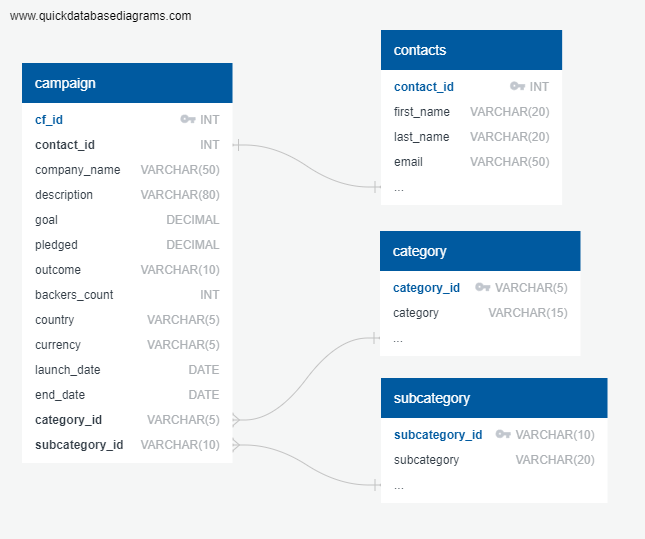 www.quickdatabasediagrams.com
campaign
cf_id INT
contact_id INT
company_name VARCHAR(50)
description VARCHAR(80)
goal DECIMAL
pledged DECIMAL
outcome VARCHAR(10)
backers_count INT
country VARCHAR(5)
currency VARCHAR(5)
launch_date DATE
end_date DATE
category_id VARCHAR(5)
subcategory_id VARCHAR(10)
contacts
contact_id INT
first_name VARCHAR(20)
last_name VARCHAR(20)
email VARCHAR(50)
...
category
category_id VARCHAR(5)
category VARCHAR(15)
...
subcategory
subcategory_id VARCHAR(10)
subcategory VARCHAR(20)
...